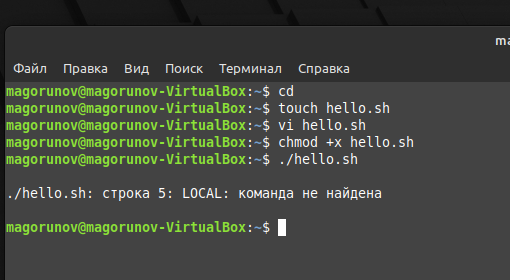 ma
Файл Правка Вид Поиск Терминал Справка
magorunov@magorunov-VirtualBox:~$ cd
magorunov@magorunov-VirtualBox:~$ touch hello.sh
magorunov@magorunov-VirtualBox:~$ vi hello.sh
magorunov@magorunov-VirtualBox:~$ chmod +x hello.sh
magorunov@magorunov-VirtualBox:~$ ./hello.sh
./hello.sh: строка 5: LOCAL: команда не найдена
magorunov@magorunov-VirtualBox:~$